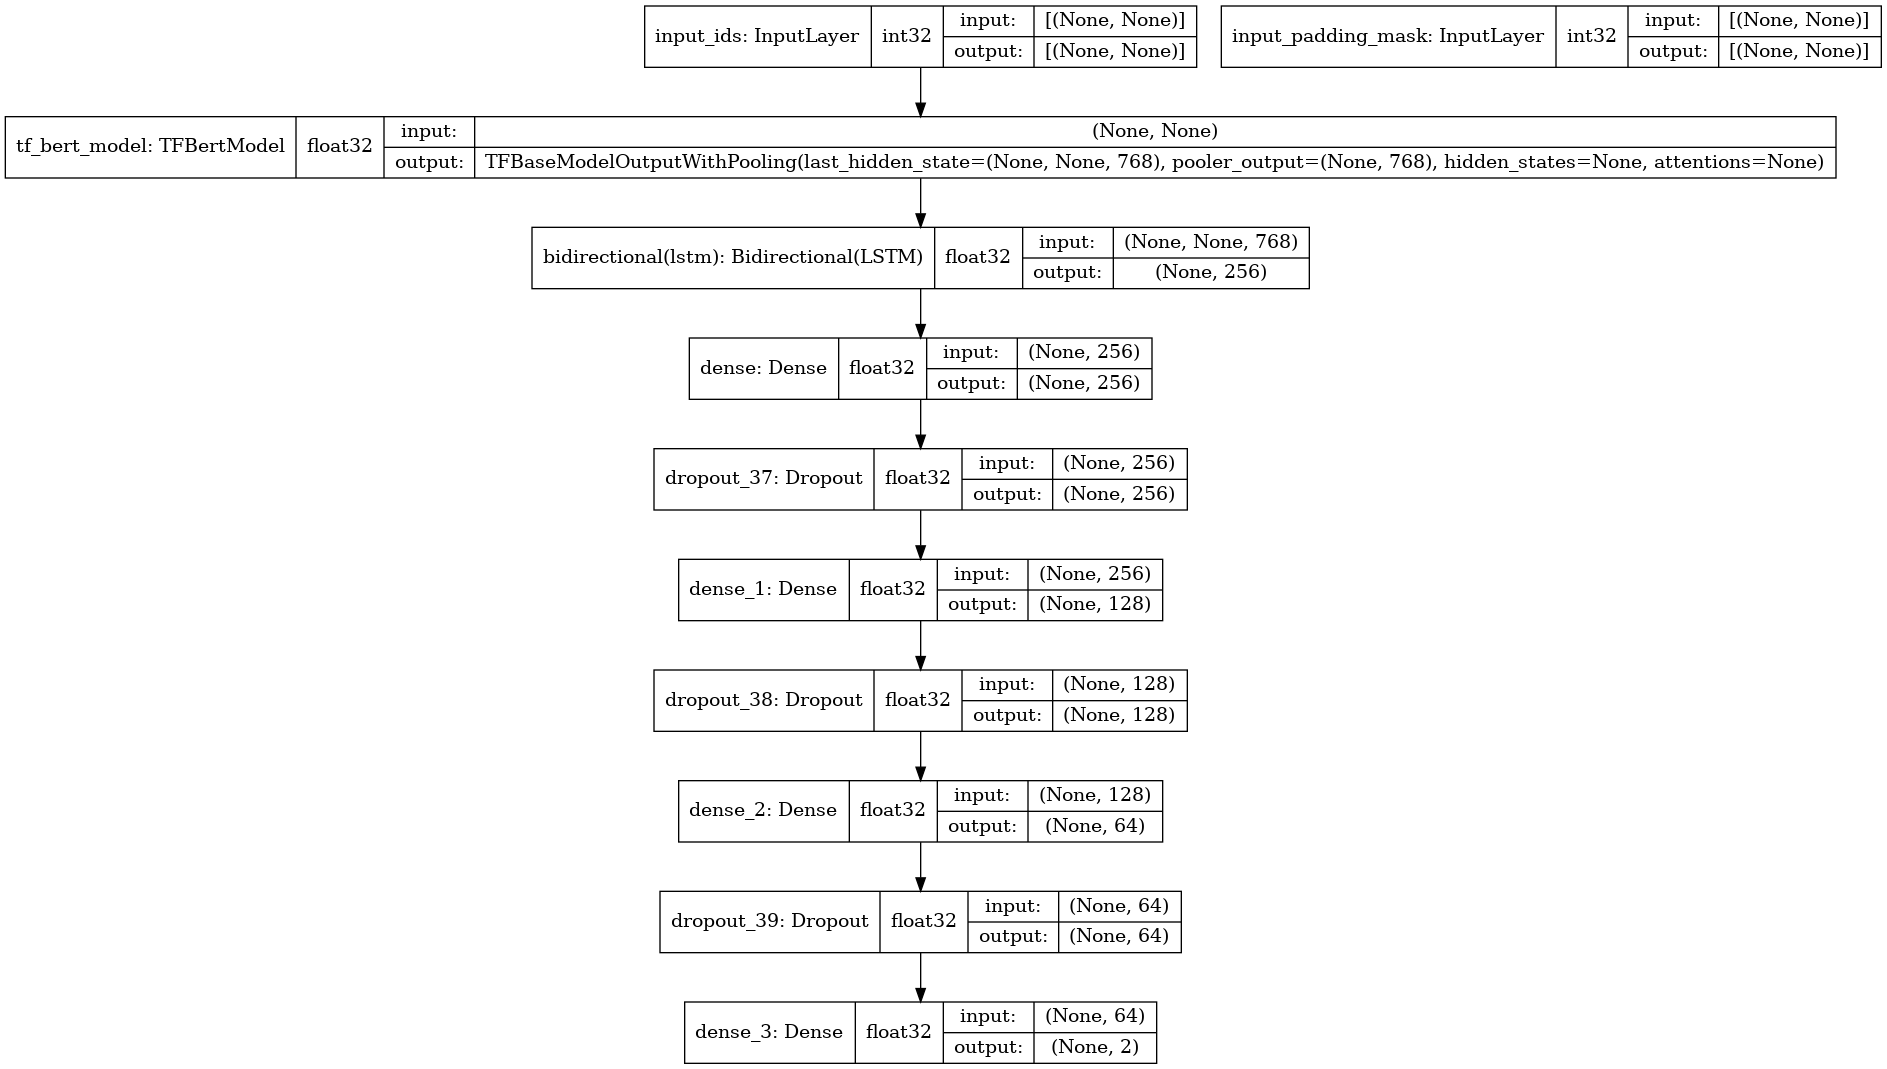 input_ids: InputLayer int32 input: [(None, None)] output: [(None, None)]
input_padding_mask: InputLayer int32 input: [(None, None)] output: [(None, None)]
tf_bert_model: TFBertModel float32 input: (None, None)
output: TFBaseModelOutputWithPooling(last_hidden_state=(None, None, 768), pooler_output=(None, 768), hidden_states=None, attentions=None)
bidirectional(lstm): Bidirectional(LSTM) float32 input: (None, None, 768)
output: (None, 256)
dense: Dense float32 input: (None, 256)
output: (None, 256)
dropout_37: Dropout float32 input: (None, 256)
output: (None, 256)
dense_1: Dense float32 input: (None, 256)
output: (None, 128)
dropout_38: Dropout float32 input: (None, 128)
output: (None, 128)
dense_2: Dense float32 input: (None, 128)
output: (None, 64)
dropout_39: Dropout float32 input: (None, 64)
output: (None, 64)
dense_3: Dense float32 input: (None, 64)
output: (None, 2)